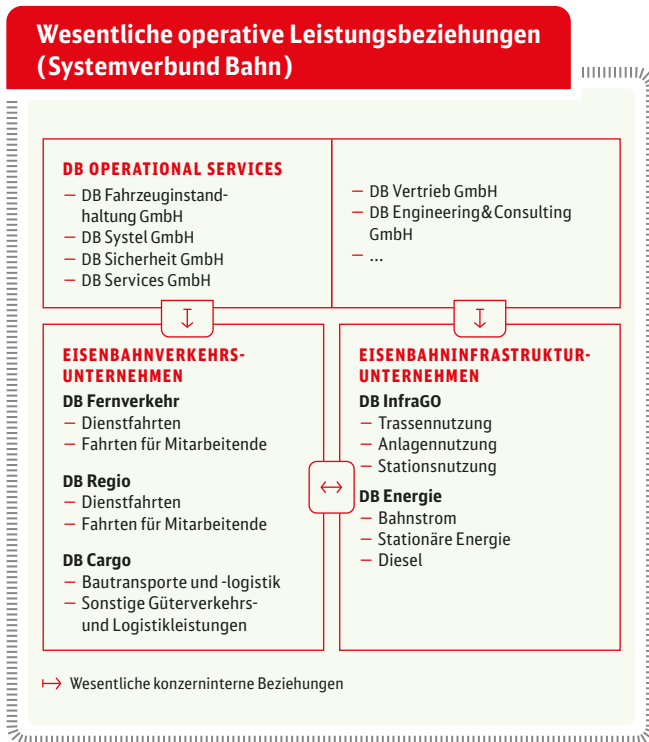 Wesentliche operative Leistungsbeziehungen
(Systemverbund Bahn)
DB OPERATIONAL SERVICES
— DB Fahrzeuginstand-
haltung GmbH
— DB Systel GmbH
— DB Sicherheit GmbH
— DB Services GmbH
— DB Vertrieb GmbH
— DB Engineering & Consulting
GmbH
— ...
EISENBAHNVERKEHRS-
UNTERNEHMEN
DB Fernverkehr
— Dienstfahrten
— Fahrten für Mitarbeitende
DB Regio
— Dienstfahrten
— Fahrten für Mitarbeitende
DB Cargo
— Bautransporte und -logistik
— Sonstige Güterverkehrs-
und Logistikleistungen
EISENBAHNINFRASTRUKTUR-
UNTERNEHMEN
DB InfraGO
— Trassennutzung
— Anlagennutzung
— Stationsnutzung
DB Energie
— Bahnstrom
— Stationäre Energie
— Diesel
↦ Wesentliche konzerninterne Beziehungen